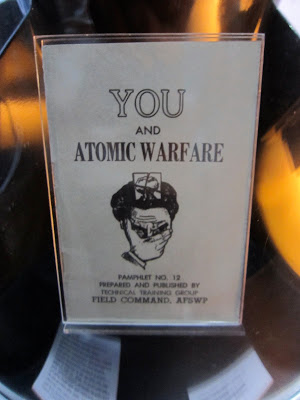 YOU
AND
ATOMIC WARFARE
PAMPHLET NO. 12
PREPARED AND PUBLISHED BY
TECHNICAL TRAINING GROUP
FIELD COMMAND, AFSWP